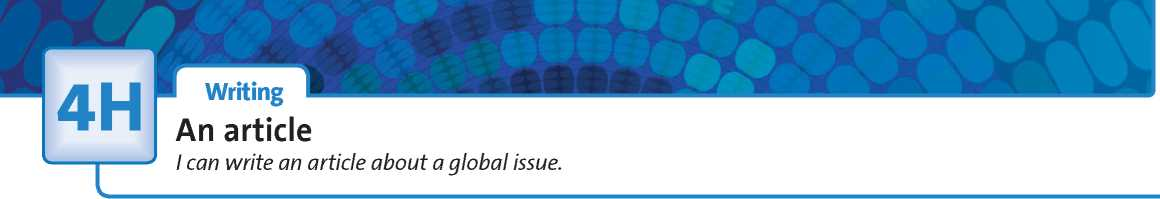 4H
Writing
An article
I can write an article about a global issue.